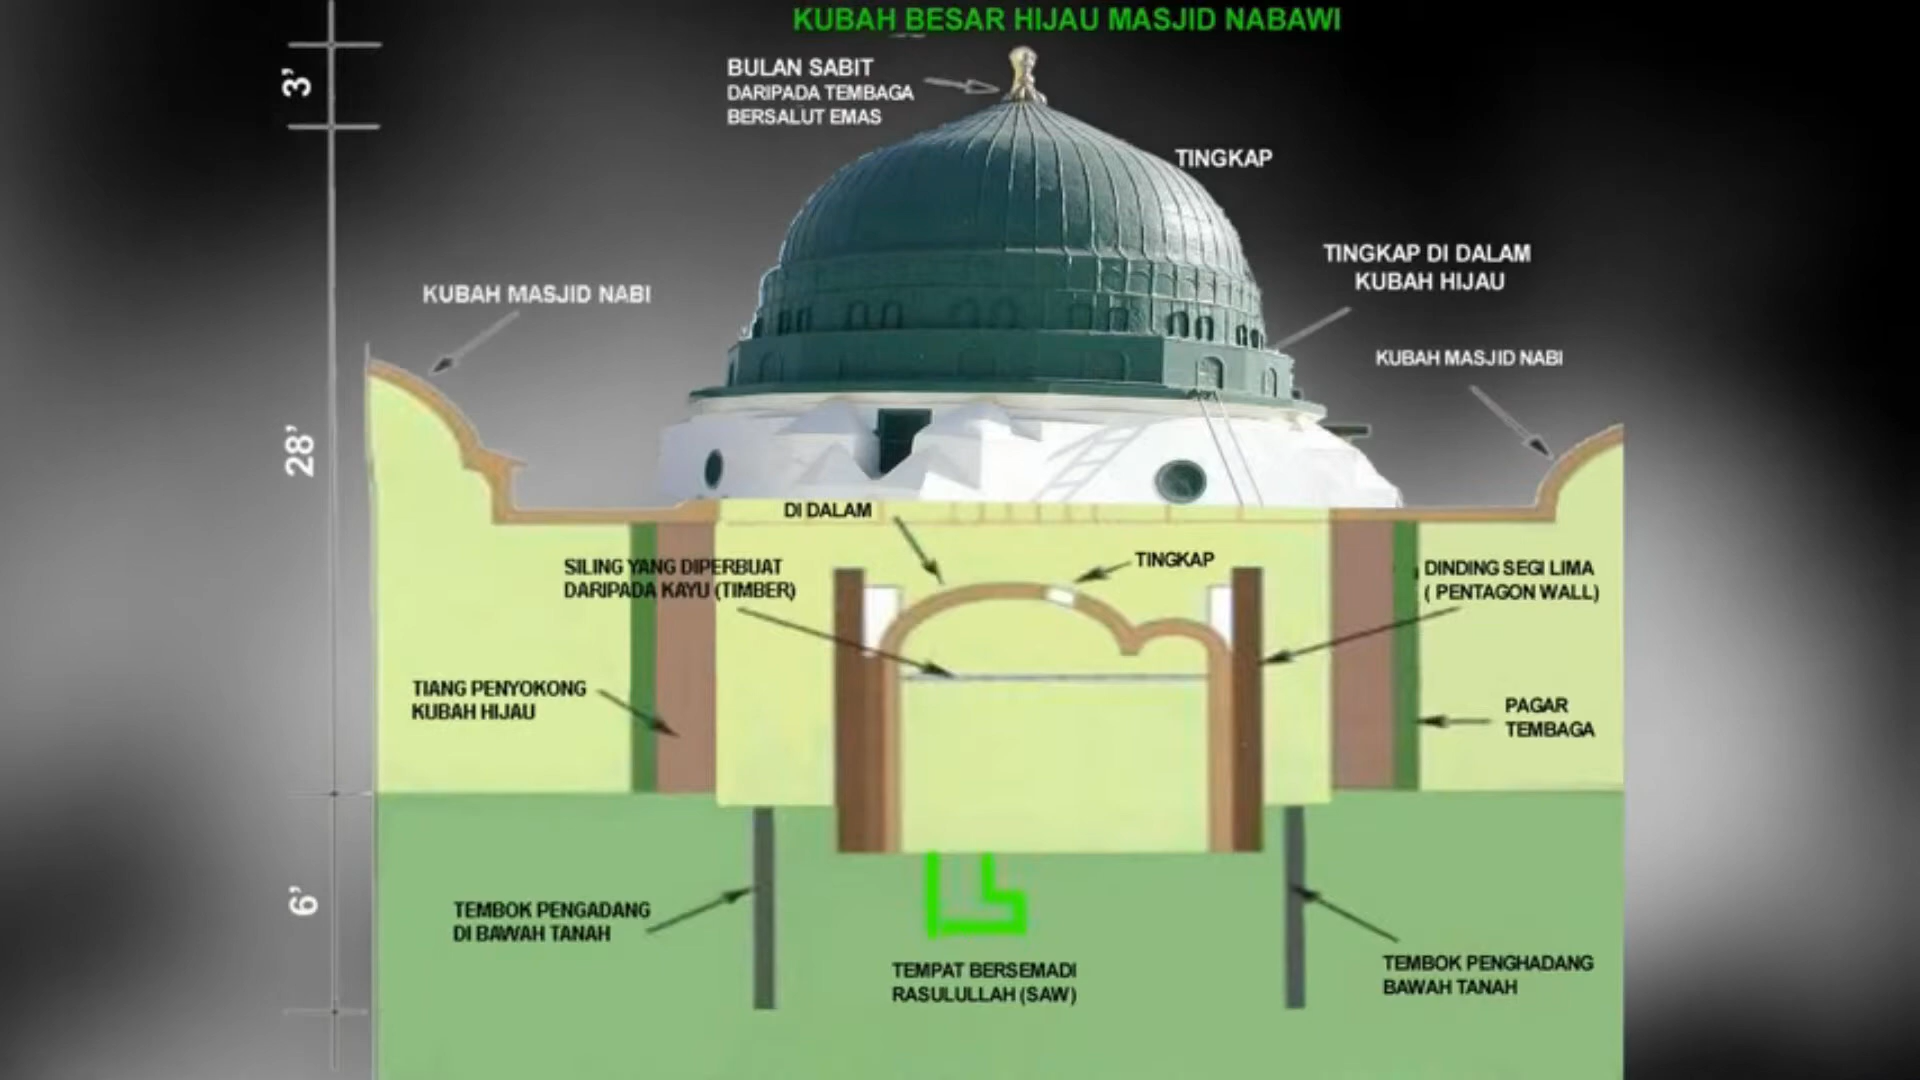 KUBAH BESAR HIJAU MASJID NABAWI
3'
BULAN SABIT
DARIPADA TEMBAGA
BERSALUT EMAS
TINGKAP
TINGKAP DI DALAM
KUBAH HIJAU
KUBAH MASJID NABI
KUBAH MASJID NABI
28'
DI DALAM
SILING YANG DIPERBUAT
DARIPADA KAYU (TIMBER)
TINGKAP
DINDING SEGI LIMA
( PENTAGON WALL)
TIANG PENYOKONG
KUBAH HIJAU
PAGAR
TEMBAGA
6'
TEMBOK PENGADANG
DI BAWAH TANAH
TEMPAT BERSEMADI
RASULULLAH (SAW)
TEMBOK PENGHADANG
BAWAH TANAH